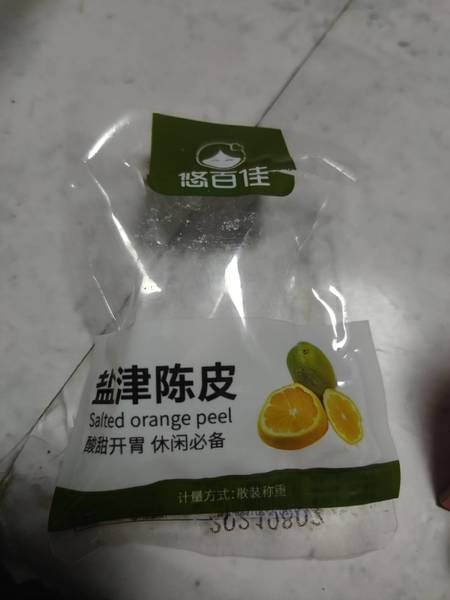 悠百佳
盐津陈皮
Salted orange peel
酸甜开胃 休闲必备
计量方式:散装称重
20240802